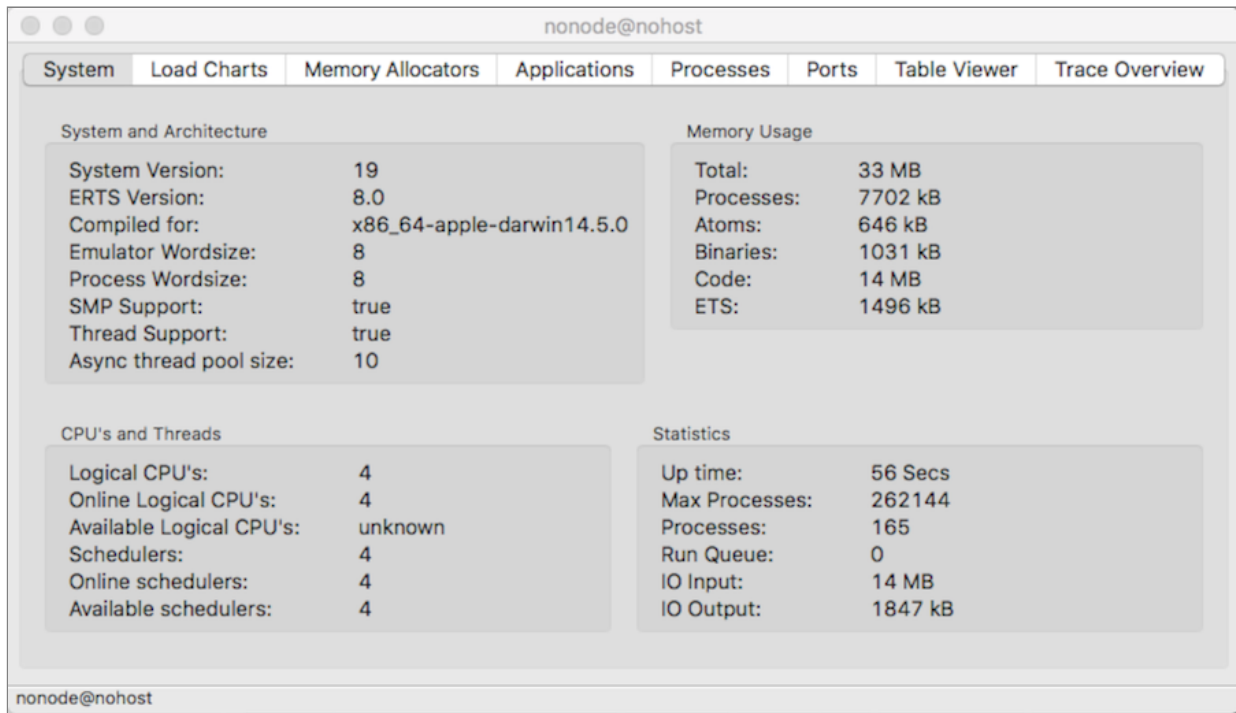 nonode@nohost
System Load Charts Memory Allocators Applications Processes Ports Table Viewer Trace Overview
System and Architecture
System Version: 19
ERTS Version: 8.0
Compiled for: x86_64-apple-darwin14.5.0
Emulator Wordsize: 8
Process Wordsize: 8
SMP Support: true
Thread Support: true
Async thread pool size: 10
Memory Usage
Total: 33 MB
Processes: 7702 kB
Atoms: 646 kB
Binaries: 1031 kB
Code: 14 MB
ETS: 1496 kB
CPU's and Threads
Logical CPU's: 4
Online Logical CPU's: 4
Available Logical CPU's: unknown
Schedulers: 4
Online schedulers: 4
Available schedulers: 4
Statistics
Up time: 56 Secs
Max Processes: 262144
Processes: 165
Run Queue: 0
IO Input: 14 MB
IO Output: 1847 kB
nonode@nohost